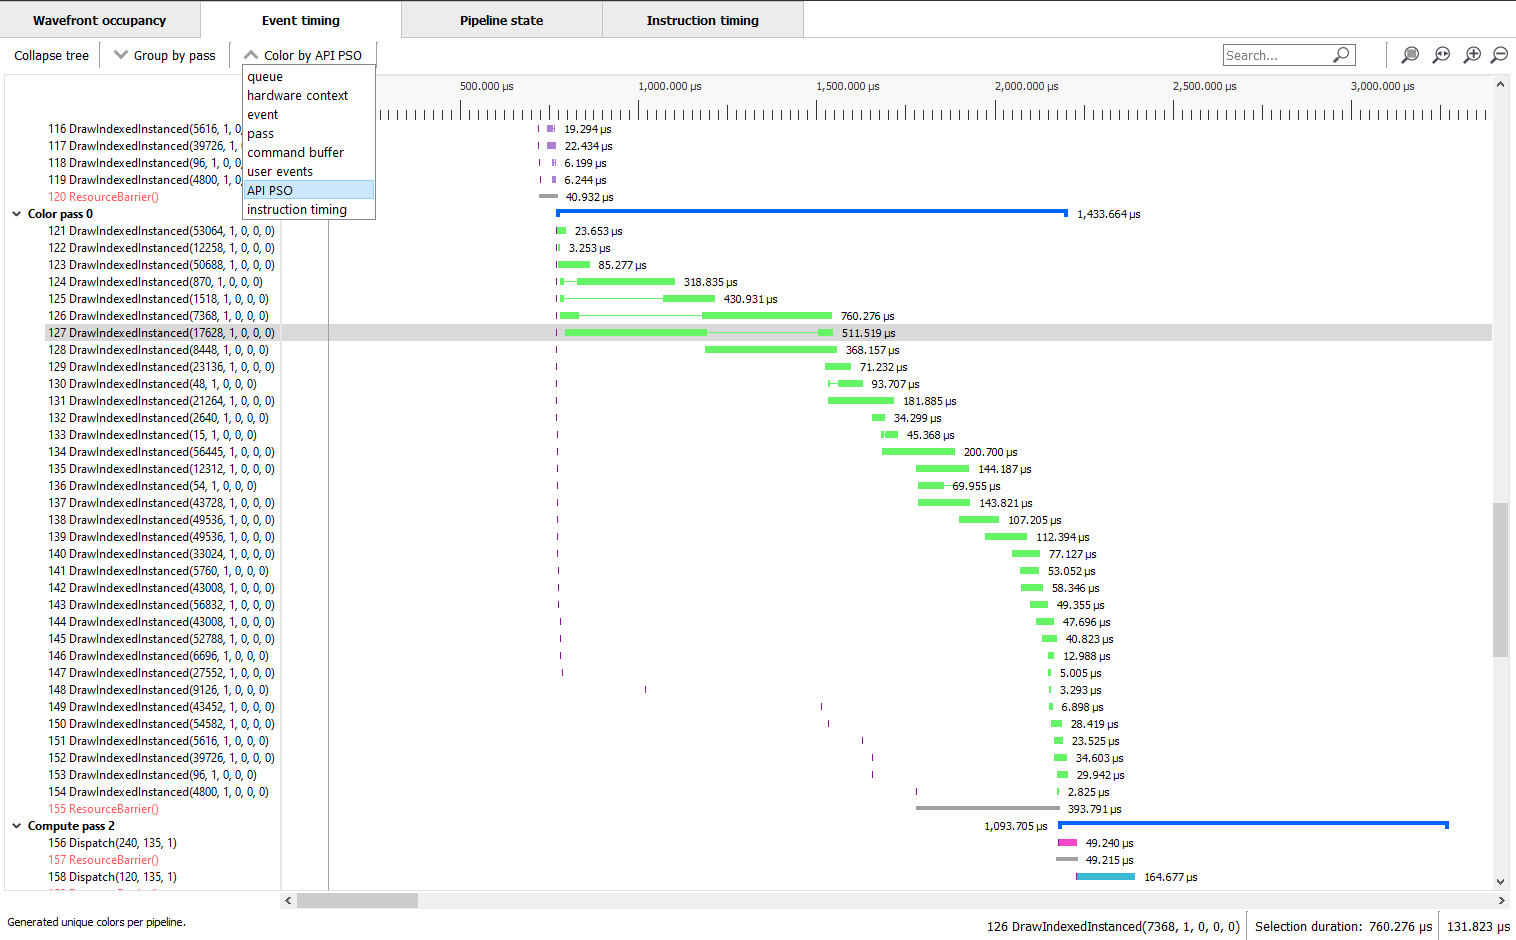 Wavefront occupancy Event timing Pipeline state Instruction timing
Collapse tree Group by pass Color by API PSO Search...
queue
hardware context
event
pass
command buffer
user events
API PSO
instruction timing
500.000 µs 1,000.000 µs 1,500.000 µs 2,000.000 µs 2,500.000 µs 3,000.000 µs
116 DrawIndexedInstanced(5616, 1, 0, 19.294 µs
117 DrawIndexedInstanced(39726, 1, 0 22.434 µs
118 DrawIndexedInstanced(96, 1, 0, 0, 6.199 µs
119 DrawIndexedInstanced(4800, 1, 0, 6.244 µs
120 ResourceBarrier() 40.932 µs
Color pass 0 1,433.664 µs
121 DrawIndexedInstanced(53064, 1, 0, 0, 0) 23.653 µs
122 DrawIndexedInstanced(12258, 1, 0, 0, 0) 3.253 µs
123 DrawIndexedInstanced(50688, 1, 0, 0, 0) 85.277 µs
124 DrawIndexedInstanced(870, 1, 0, 0, 0) 318.835 µs
125 DrawIndexedInstanced(1518, 1, 0, 0, 0) 430.931 µs
126 DrawIndexedInstanced(7368, 1, 0, 0, 0) 760.276 µs
127 DrawIndexedInstanced(17628, 1, 0, 0, 0) 511.519 µs
128 DrawIndexedInstanced(8448, 1, 0, 0, 0) 368.157 µs
129 DrawIndexedInstanced(23136, 1, 0, 0, 0) 71.232 µs
130 DrawIndexedInstanced(48, 1, 0, 0, 0) 93.707 µs
131 DrawIndexedInstanced(21264, 1, 0, 0, 0) 181.885 µs
132 DrawIndexedInstanced(2640, 1, 0, 0, 0) 34.299 µs
133 DrawIndexedInstanced(15, 1, 0, 0, 0) 45.368 µs
134 DrawIndexedInstanced(56445, 1, 0, 0, 0) 200.700 µs
135 DrawIndexedInstanced(12312, 1, 0, 0, 0) 144.187 µs
136 DrawIndexedInstanced(54, 1, 0, 0, 0) 69.955 µs
137 DrawIndexedInstanced(43728, 1, 0, 0, 0) 143.821 µs
138 DrawIndexedInstanced(49536, 1, 0, 0, 0) 107.205 µs
139 DrawIndexedInstanced(49536, 1, 0, 0, 0) 112.394 µs
140 DrawIndexedInstanced(33024, 1, 0, 0, 0) 77.127 µs
141 DrawIndexedInstanced(5760, 1, 0, 0, 0) 53.052 µs
142 DrawIndexedInstanced(43008, 1, 0, 0, 0) 58.346 µs
143 DrawIndexedInstanced(56832, 1, 0, 0, 0) 49.355 µs
144 DrawIndexedInstanced(43008, 1, 0, 0, 0) 47.696 µs
145 DrawIndexedInstanced(52788, 1, 0, 0, 0) 40.823 µs
146 DrawIndexedInstanced(6696, 1, 0, 0, 0) 12.988 µs
147 DrawIndexedInstanced(27552, 1, 0, 0, 0) 5.005 µs
148 DrawIndexedInstanced(9126, 1, 0, 0, 0) 3.293 µs
149 DrawIndexedInstanced(43452, 1, 0, 0, 0) 6.898 µs
150 DrawIndexedInstanced(54582, 1, 0, 0, 0) 28.419 µs
151 DrawIndexedInstanced(5616, 1, 0, 0, 0) 23.525 µs
152 DrawIndexedInstanced(39726, 1, 0, 0, 0) 34.603 µs
153 DrawIndexedInstanced(96, 1, 0, 0, 0) 29.942 µs
154 DrawIndexedInstanced(4800, 1, 0, 0, 0) 2.825 µs
155 ResourceBarrier() 393.791 µs
Compute pass 2 1,093.705 µs
156 Dispatch(240, 135, 1) 49.240 µs
157 ResourceBarrier() 49.215 µs
158 Dispatch(120, 135, 1) 164.677 µs
Generated unique colors per pipeline. 126 DrawIndexedInstanced(7368, 1, 0, 0, 0) Selection duration: 760.276 µs 131.823 µs